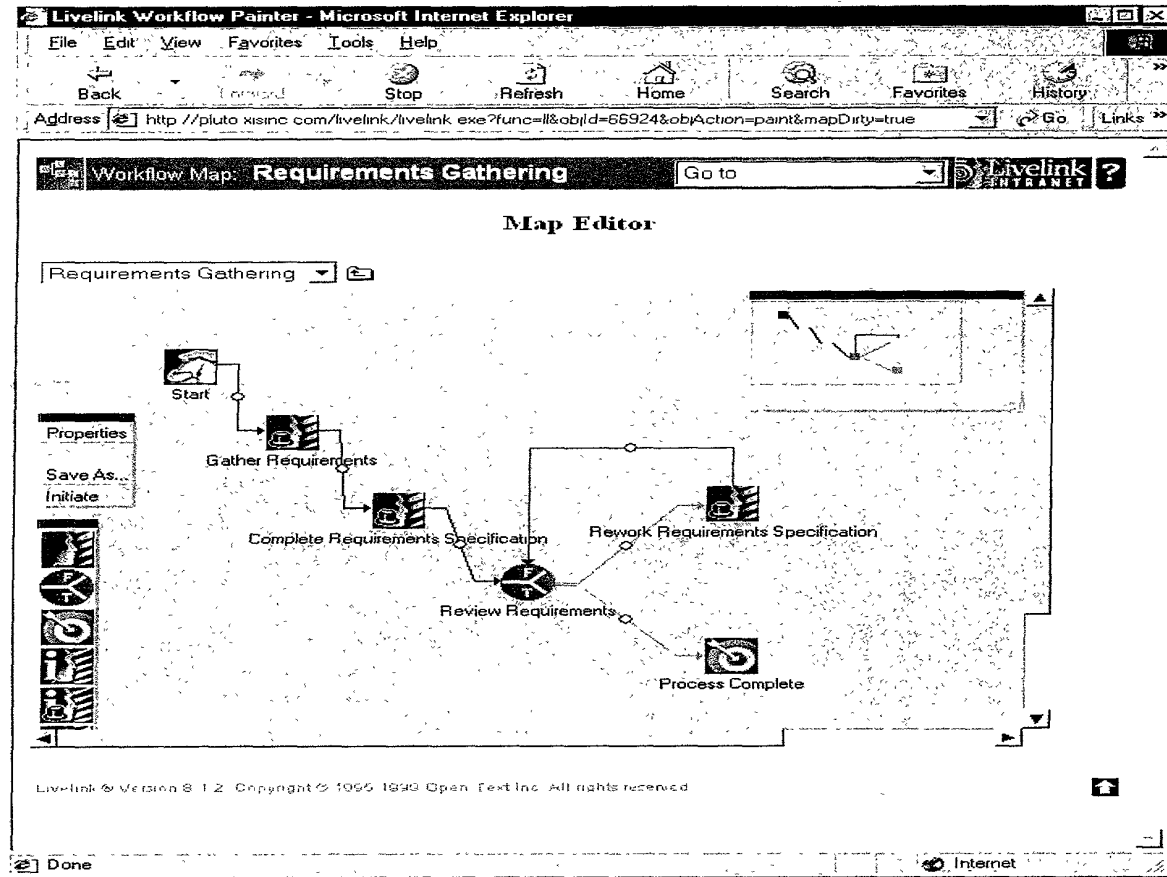 Livelink Workflow Painter - Microsoft Internet Explorer
File Edit View Favorites Tools Help
Back Forward Stop Refresh Home Search Favorites History
Address http //pluto xisinc com/livelink/livelink exe?func=ll&objId=66924&objAction=paint&mapDirty=true Go Links
Workflow Map: Requirements Gathering Go to Livelink INTRANET ?
Map Editor
Requirements Gathering
Start
Properties
Gather Requirements
Save As...
Initiate
Complete Requirements Specification
Rework Requirements Specification
F
T
F
T
Review Requirements
Process Complete
Livelink ® Version 8 1 2 Copyright © 1995 1999 Open Text Inc All rights reserved
Done Internet